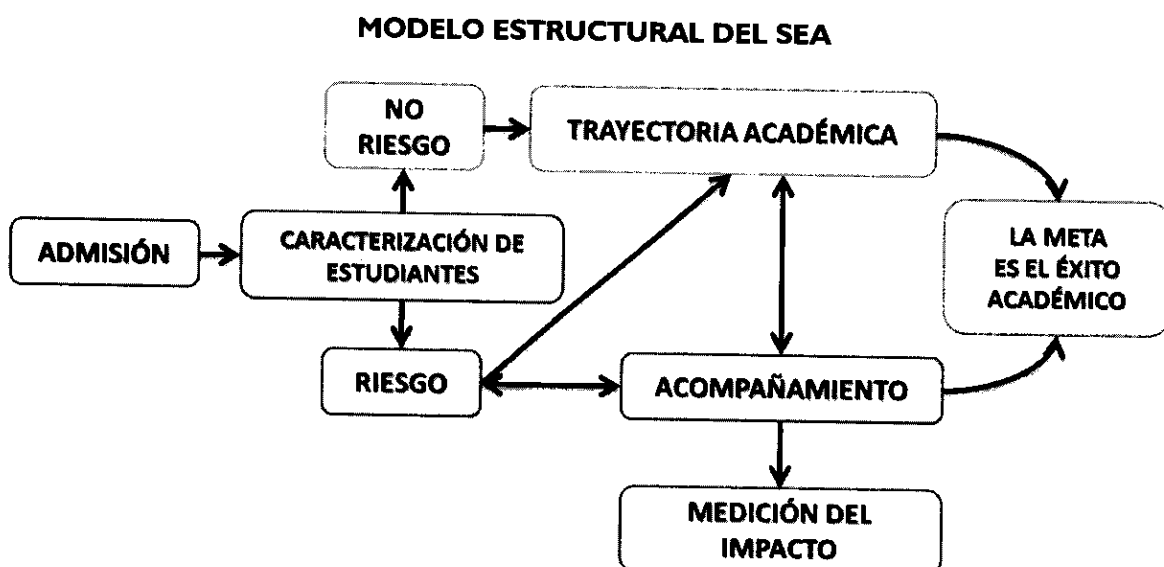 MODELO ESTRUCTURAL DEL SEA
NO
RIESGO
TRAYECTORIA ACADÉMICA
ADMISIÓN
CARACTERIZACIÓN DE
ESTUDIANTES
LA META
ES EL ÉXITO
ACADÉMICO
RIESGO
ACOMPAÑAMIENTO
MEDICIÓN DEL
IMPACTO